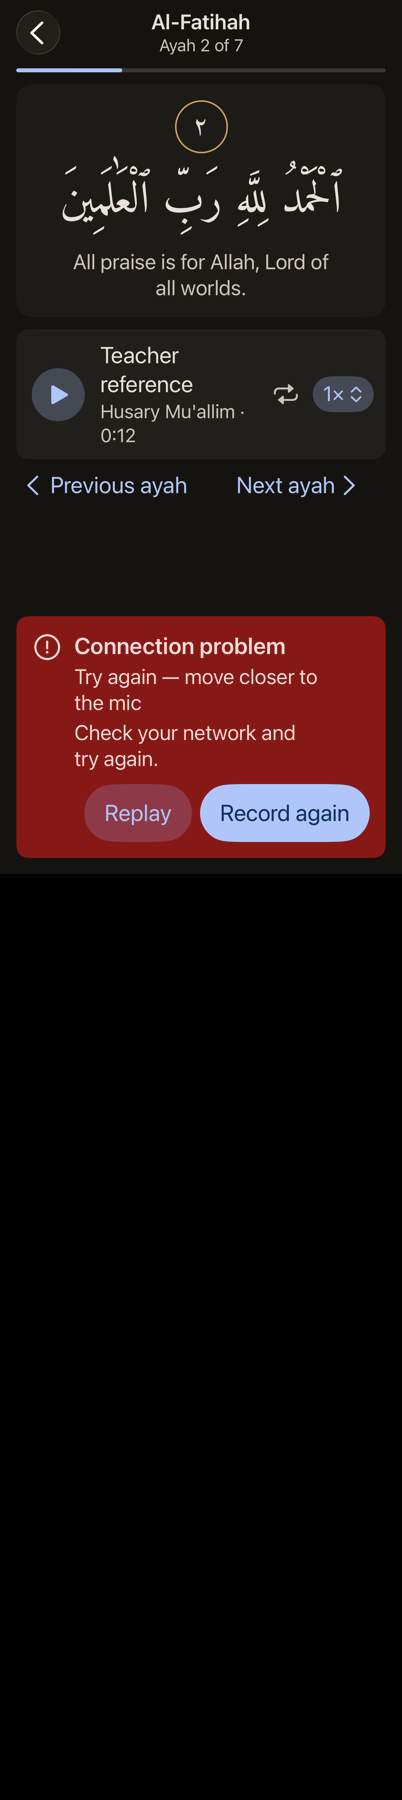 Al-Fatihah
Ayah 2 of 7
٢
ٱلْحَمْدُ لِلَّهِ رَبِّ ٱلْعَٰلَمِينَ
All praise is for Allah, Lord of
all worlds.
Teacher
reference
Husary Mu'allim ·
0:12
1×
Previous ayah
Next ayah
Connection problem
Try again — move closer to
the mic
Check your network and
try again.
Replay
Record again